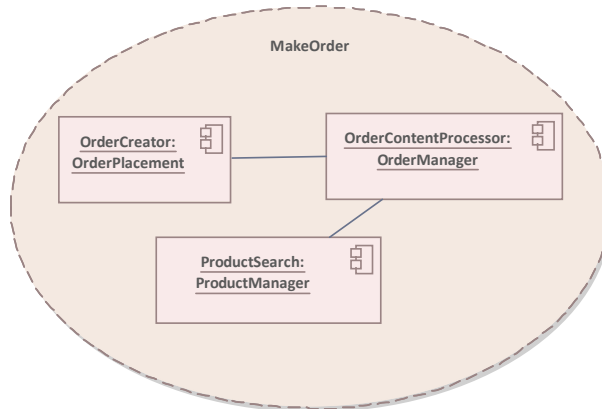 MakeOrder
OrderCreator:
OrderPlacement
OrderContentProcessor:
OrderManager
ProductSearch:
ProductManager